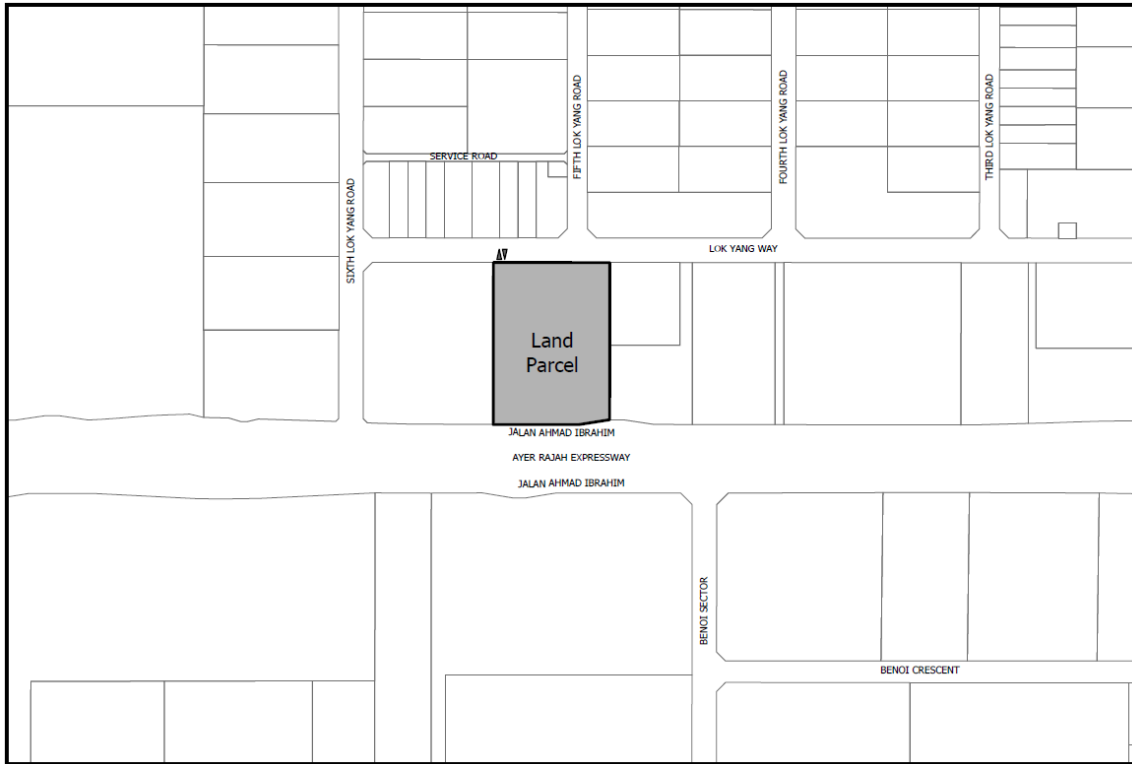 SERVICE ROAD
FIFTH LOK YANG ROAD
FOURTH LOK YANG ROAD
THIRD LOK YANG ROAD
SIXTH LOK YANG ROAD
LOK YANG WAY
Land
Parcel
JALAN AHMAD IBRAHIM
AYER RAJAH EXPRESSWAY
JALAN AHMAD IBRAHIM
BENOI SECTOR
BENOI CRESCENT